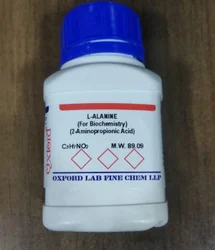 L-ALANINE
(For Biochemistry)
(2-Aminopropionic Acid)
C₃H₇NO₂ M.W. 89.09
OXFORD LAB FINE CHEM LLP